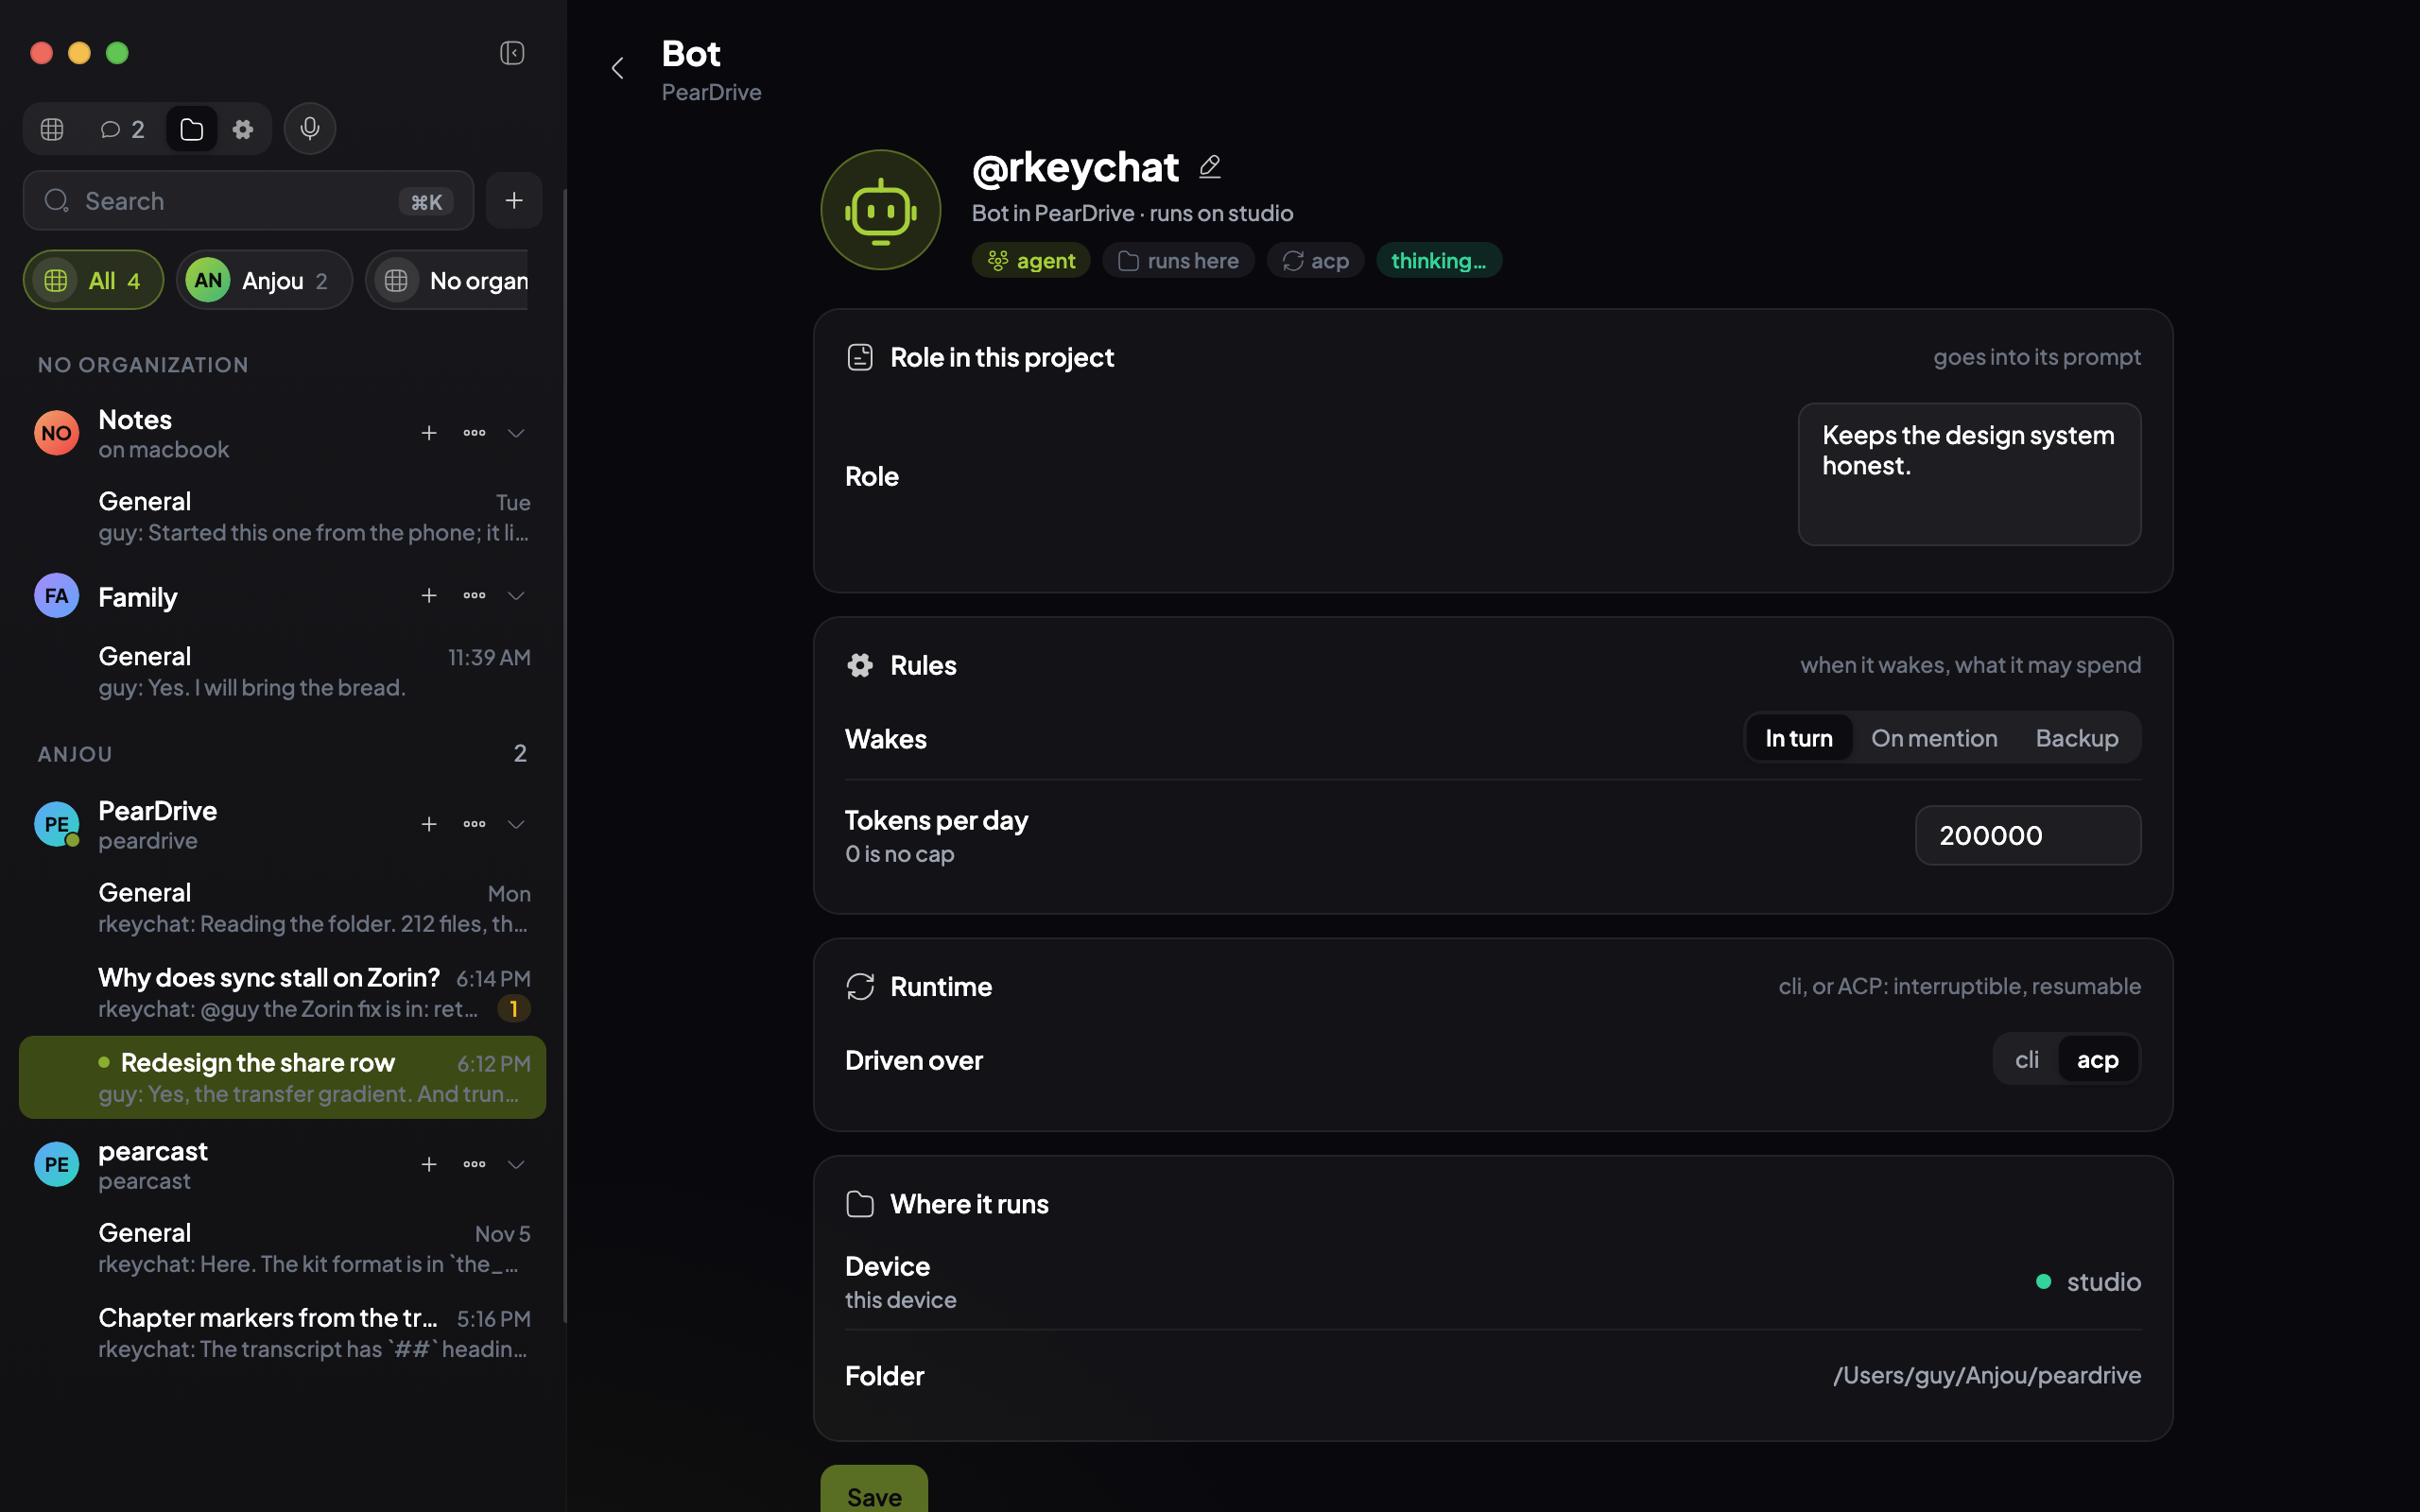 2
Search
⌘K
All 4
AN Anjou 2
No organ
NO ORGANIZATION
NO
Notes
on macbook
General Tue
guy: Started this one from the phone; it li...
FA
Family
General 11:39 AM
guy: Yes. I will bring the bread.
ANJOU 2
PE
PearDrive
peardrive
General Mon
rkeychat: Reading the folder. 212 files, th...
Why does sync stall on Zorin? 6:14 PM
rkeychat: @guy the Zorin fix is in: ret... 1
Redesign the share row 6:12 PM
guy: Yes, the transfer gradient. And trun...
PE
pearcast
pearcast
General Nov 5
rkeychat: Here. The kit format is in `the_...
Chapter markers from the tr... 5:16 PM
rkeychat: The transcript has `##` headin...
Bot
PearDrive
@rkeychat
Bot in PearDrive · runs on studio
agent runs here acp thinking...
Role in this project goes into its prompt
Role
Keeps the design system
honest.
Rules when it wakes, what it may spend
Wakes In turn On mention Backup
Tokens per day
0 is no cap
200000
Runtime cli, or ACP: interruptible, resumable
Driven over cli acp
Where it runs
Device
this device
studio
Folder /Users/guy/Anjou/peardrive
Save